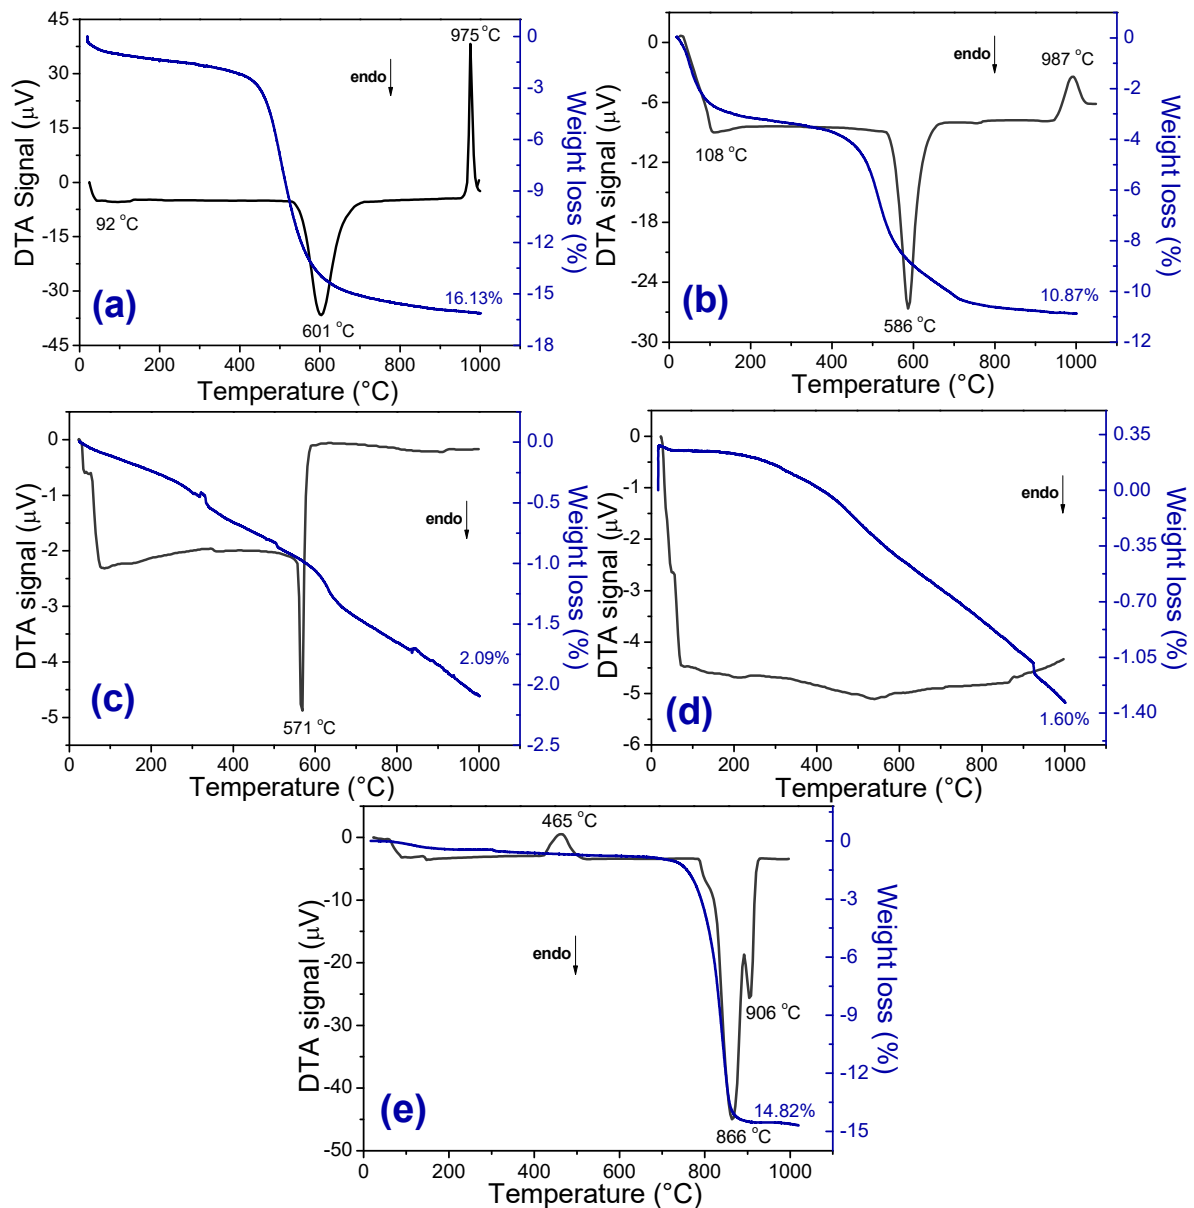 45
30
15
0
-15
-30
-45
DTA Signal (µV)
0
-3
-6
-9
-12
-15
-18
Weight loss (%)
975 °C
endo
92 °C
(a)
16.13%
601 °C
0 200 400 600 800 1000
Temperature (°C)
0
-6
-12
-18
-24
-30
DTA signal (µV)
0
-2
-4
-6
-8
-10
-12
Weight loss (%)
endo
987 °C
108 °C
(b)
10.87%
586 °C
0 200 400 600 800 1000
Temperature (°C)
0
-1
-2
-3
-4
-5
DTA signal (µV)
0.0
-0.5
-1.0
-1.5
-2.0
-2.5
Weight loss (%)
endo
(c)
2.09%
571 °C
0 200 400 600 800 1000
Temperature (°C)
0
-1
-2
-3
-4
-5
-6
DTA signal (µV)
0.35
0.00
-0.35
-0.70
-1.05
-1.40
Weight loss (%)
endo
(d)
1.60%
0 200 400 600 800 1000
Temperature (°C)
0
-10
-20
-30
-40
-50
DTA signal (µV)
0
-3
-6
-9
-12
-15
Weight loss (%)
465 °C
endo
906 °C
(e)
14.82%
866 °C
0 200 400 600 800 1000
Temperature (°C)